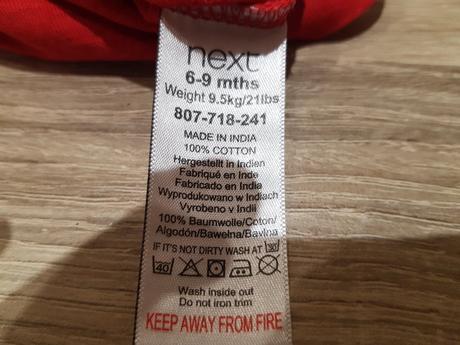 next
6-9 mths
Weight 9.5kg/21lbs
807-718-241
MADE IN INDIA
100% COTTON
Hergestellt in Indien
Fabriqué en Inde
Fabricado en India
Wyprodukowano w Indiach
Vyrobeno v Indii
100% Baumwolle/Coton/
Algodón/Bawełna/Bavlna
IF IT'S NOT DIRTY WASH AT 30
40
Wash inside out
Do not iron trim
KEEP AWAY FROM FIRE